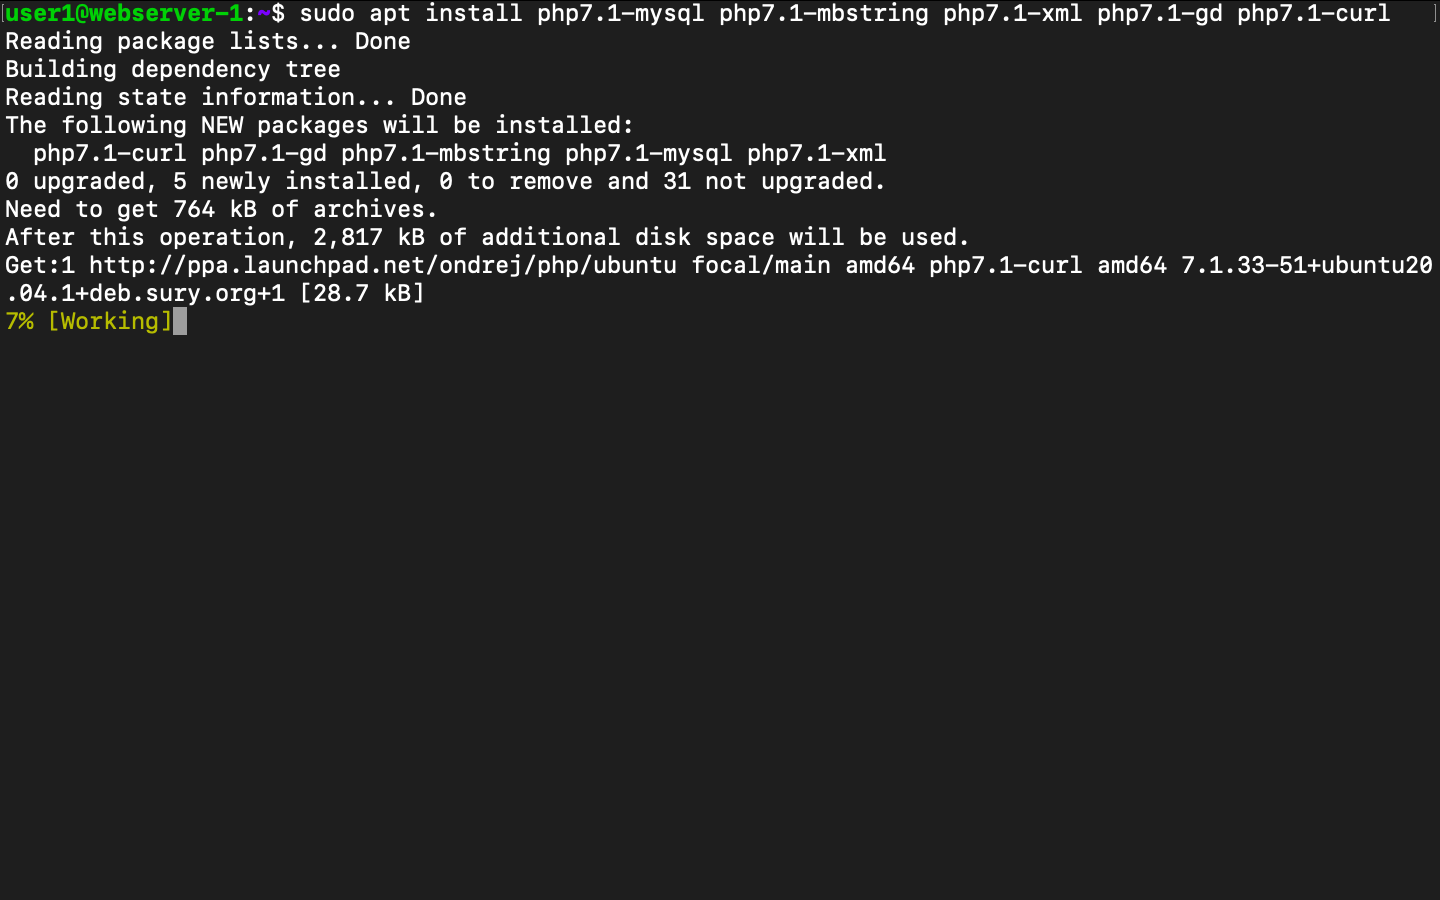 user1@webserver-1:~$ sudo apt install php7.1-mysql php7.1-mbstring php7.1-xml php7.1-gd php7.1-curl
Reading package lists... Done
Building dependency tree
Reading state information... Done
The following NEW packages will be installed:
  php7.1-curl php7.1-gd php7.1-mbstring php7.1-mysql php7.1-xml
0 upgraded, 5 newly installed, 0 to remove and 31 not upgraded.
Need to get 764 kB of archives.
After this operation, 2,817 kB of additional disk space will be used.
Get:1 http://ppa.launchpad.net/ondrej/php/ubuntu focal/main amd64 php7.1-curl amd64 7.1.33-51+ubuntu20
.04.1+deb.sury.org+1 [28.7 kB]
7% [Working]